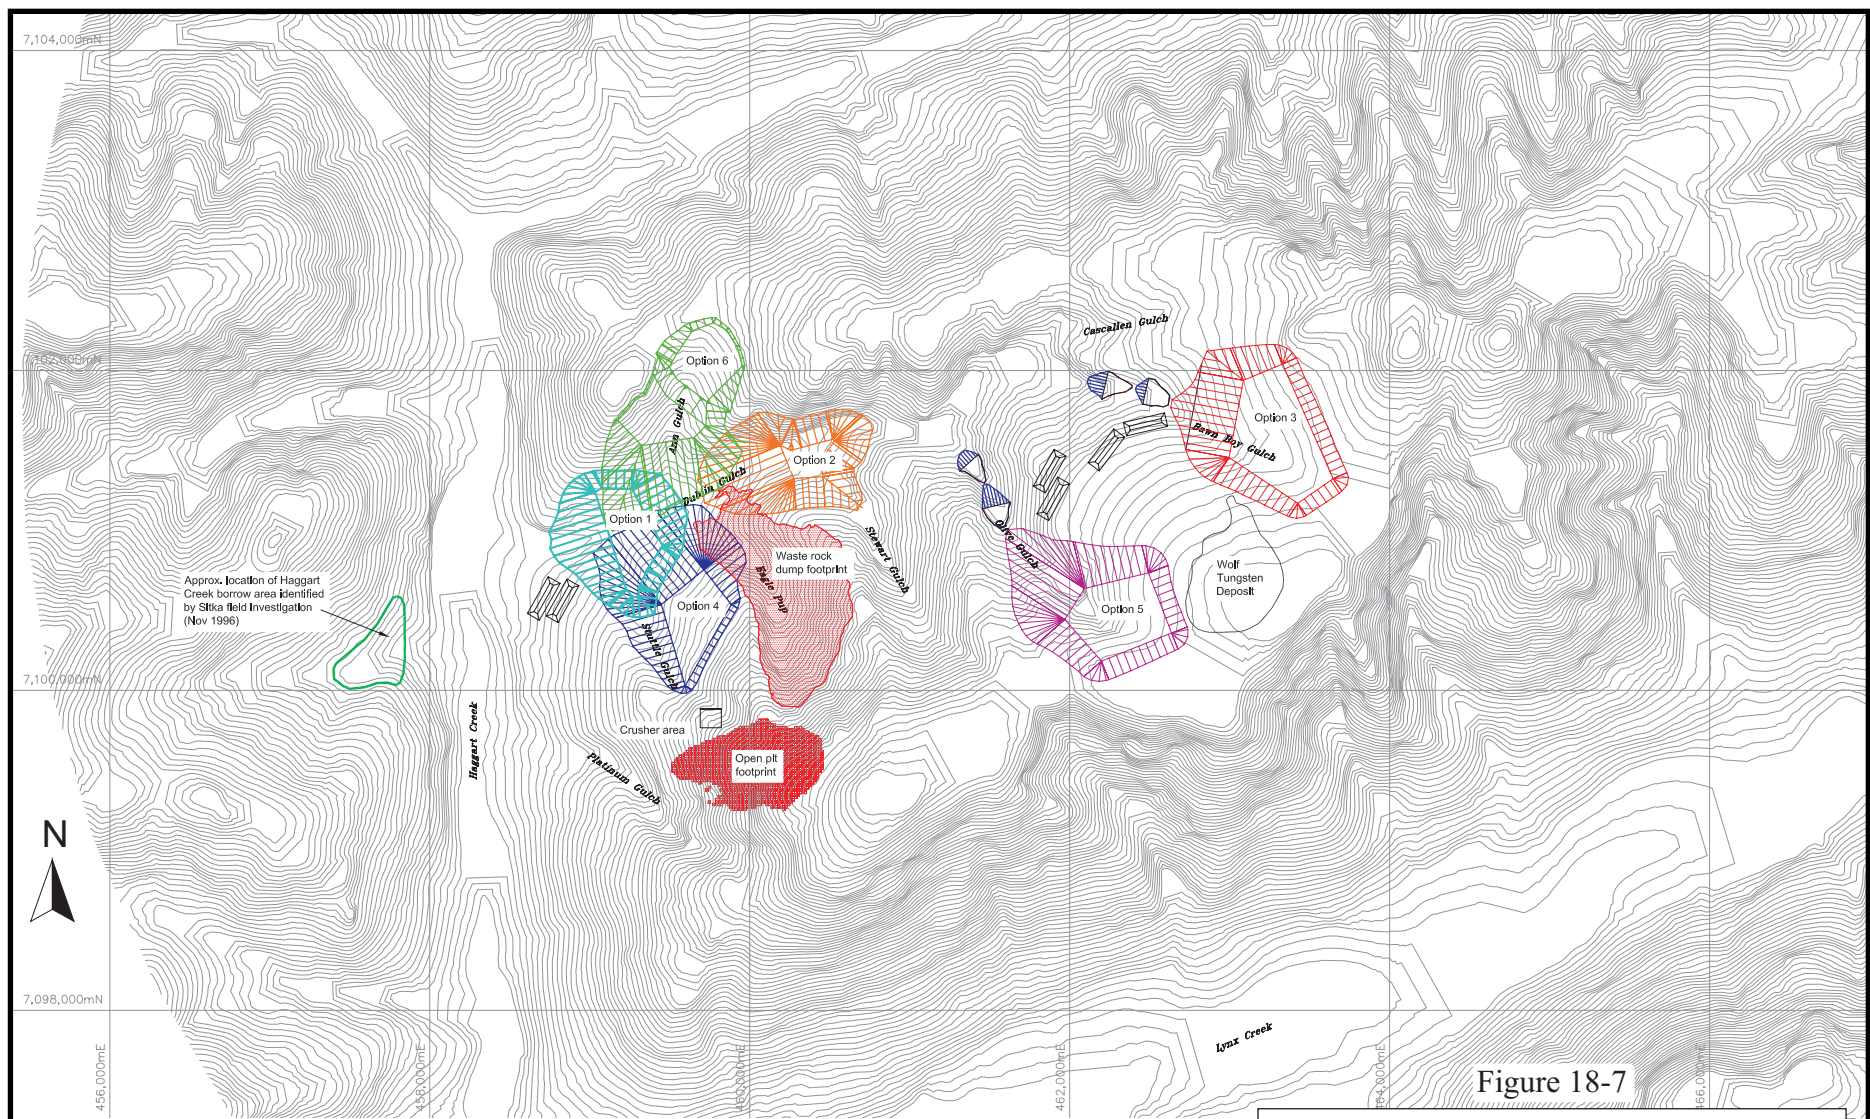 7,104,000mN
Cascallen Gulch
7,102,000mN
Option 6
Option 3
Ann Gulch
Bawn Boy Gulch
Option 2
Dublin Gulch
Option 1
Stewart Gulch
Olive Gulch
Waste rock
dump footprint
Eagle Pup
Wolf
Tungsten
Deposit
Approx. location of Haggart
Creek borrow area identified
by Sitka field investigation
(Nov 1996)
Option 4
Option 5
Stuttle Gulch
7,100,000mN
Haggart Creek
Crusher area
Platinum Gulch
Open pit
footprint
N
7,098,000mN
Lynx Creek
456,000mE
458,000mE
460,000mE
462,000mE
464,000mE
466,000mE
Figure 18-7